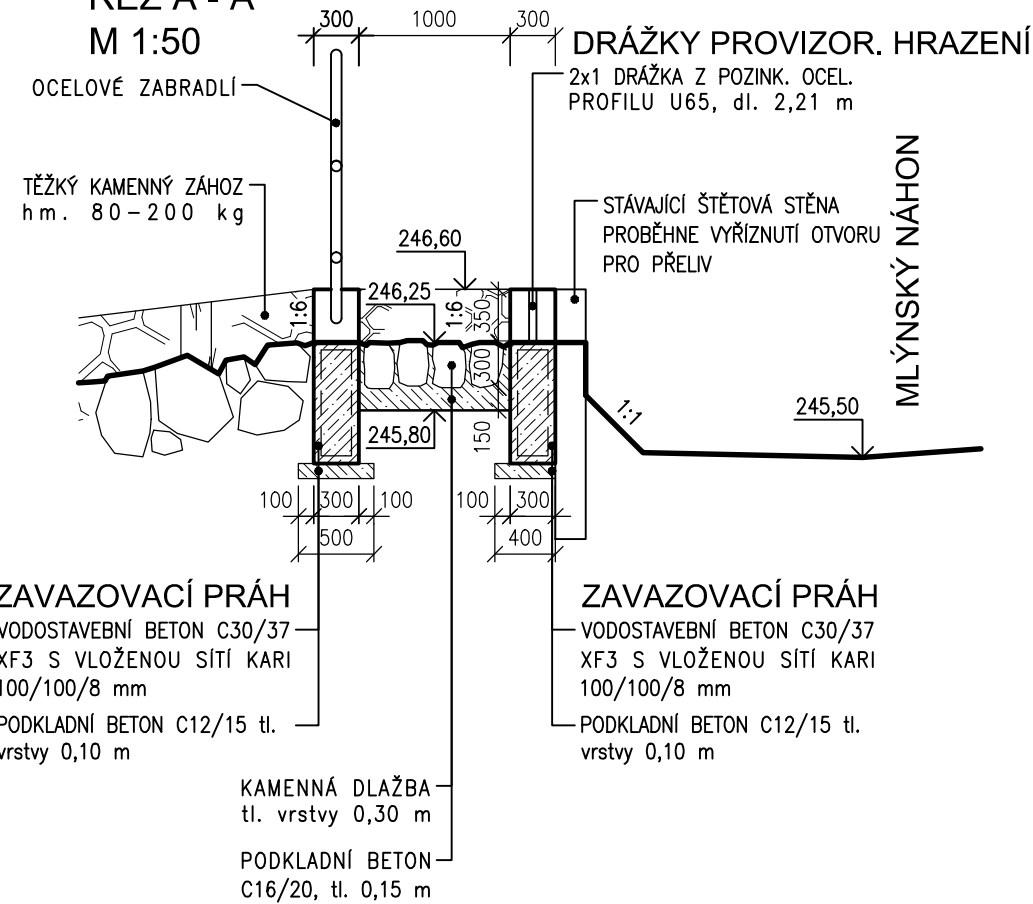 ŘEZ A - A
M 1:50
300
1000
300
DRÁŽKY PROVIZOR. HRAZENÍ
2x1 DRÁŽKA Z POZINK. OCEL.
PROFILU U65, dl. 2,21 m
OCELOVÉ ZABRADLÍ
TĚŽKÝ KAMENNÝ ZÁHOZ
hm. 80-200 kg
STÁVAJÍCÍ ŠTĚTOVÁ STĚNA
PROBĚHNE VYŘÍZNUTÍ OTVORU
PRO PŘELIV
MLÝNSKÝ NÁHON
246,60
246,25
1:6
1:6
350
300
150
245,80
1:1
245,50
100
300
100
500
100
300
400
ZAVAZOVACÍ PRÁH
VODOSTAVEBNÍ BETON C30/37
XF3 S VLOŽENOU SÍTÍ KARI
100/100/8 mm
PODKLADNÍ BETON C12/15 tl.
vrstvy 0,10 m
ZAVAZOVACÍ PRÁH
VODOSTAVEBNÍ BETON C30/37
XF3 S VLOŽENOU SÍTÍ KARI
100/100/8 mm
PODKLADNÍ BETON C12/15 tl.
vrstvy 0,10 m
KAMENNÁ DLAŽBA
tl. vrstvy 0,30 m
PODKLADNÍ BETON
C16/20, tl. 0,15 m